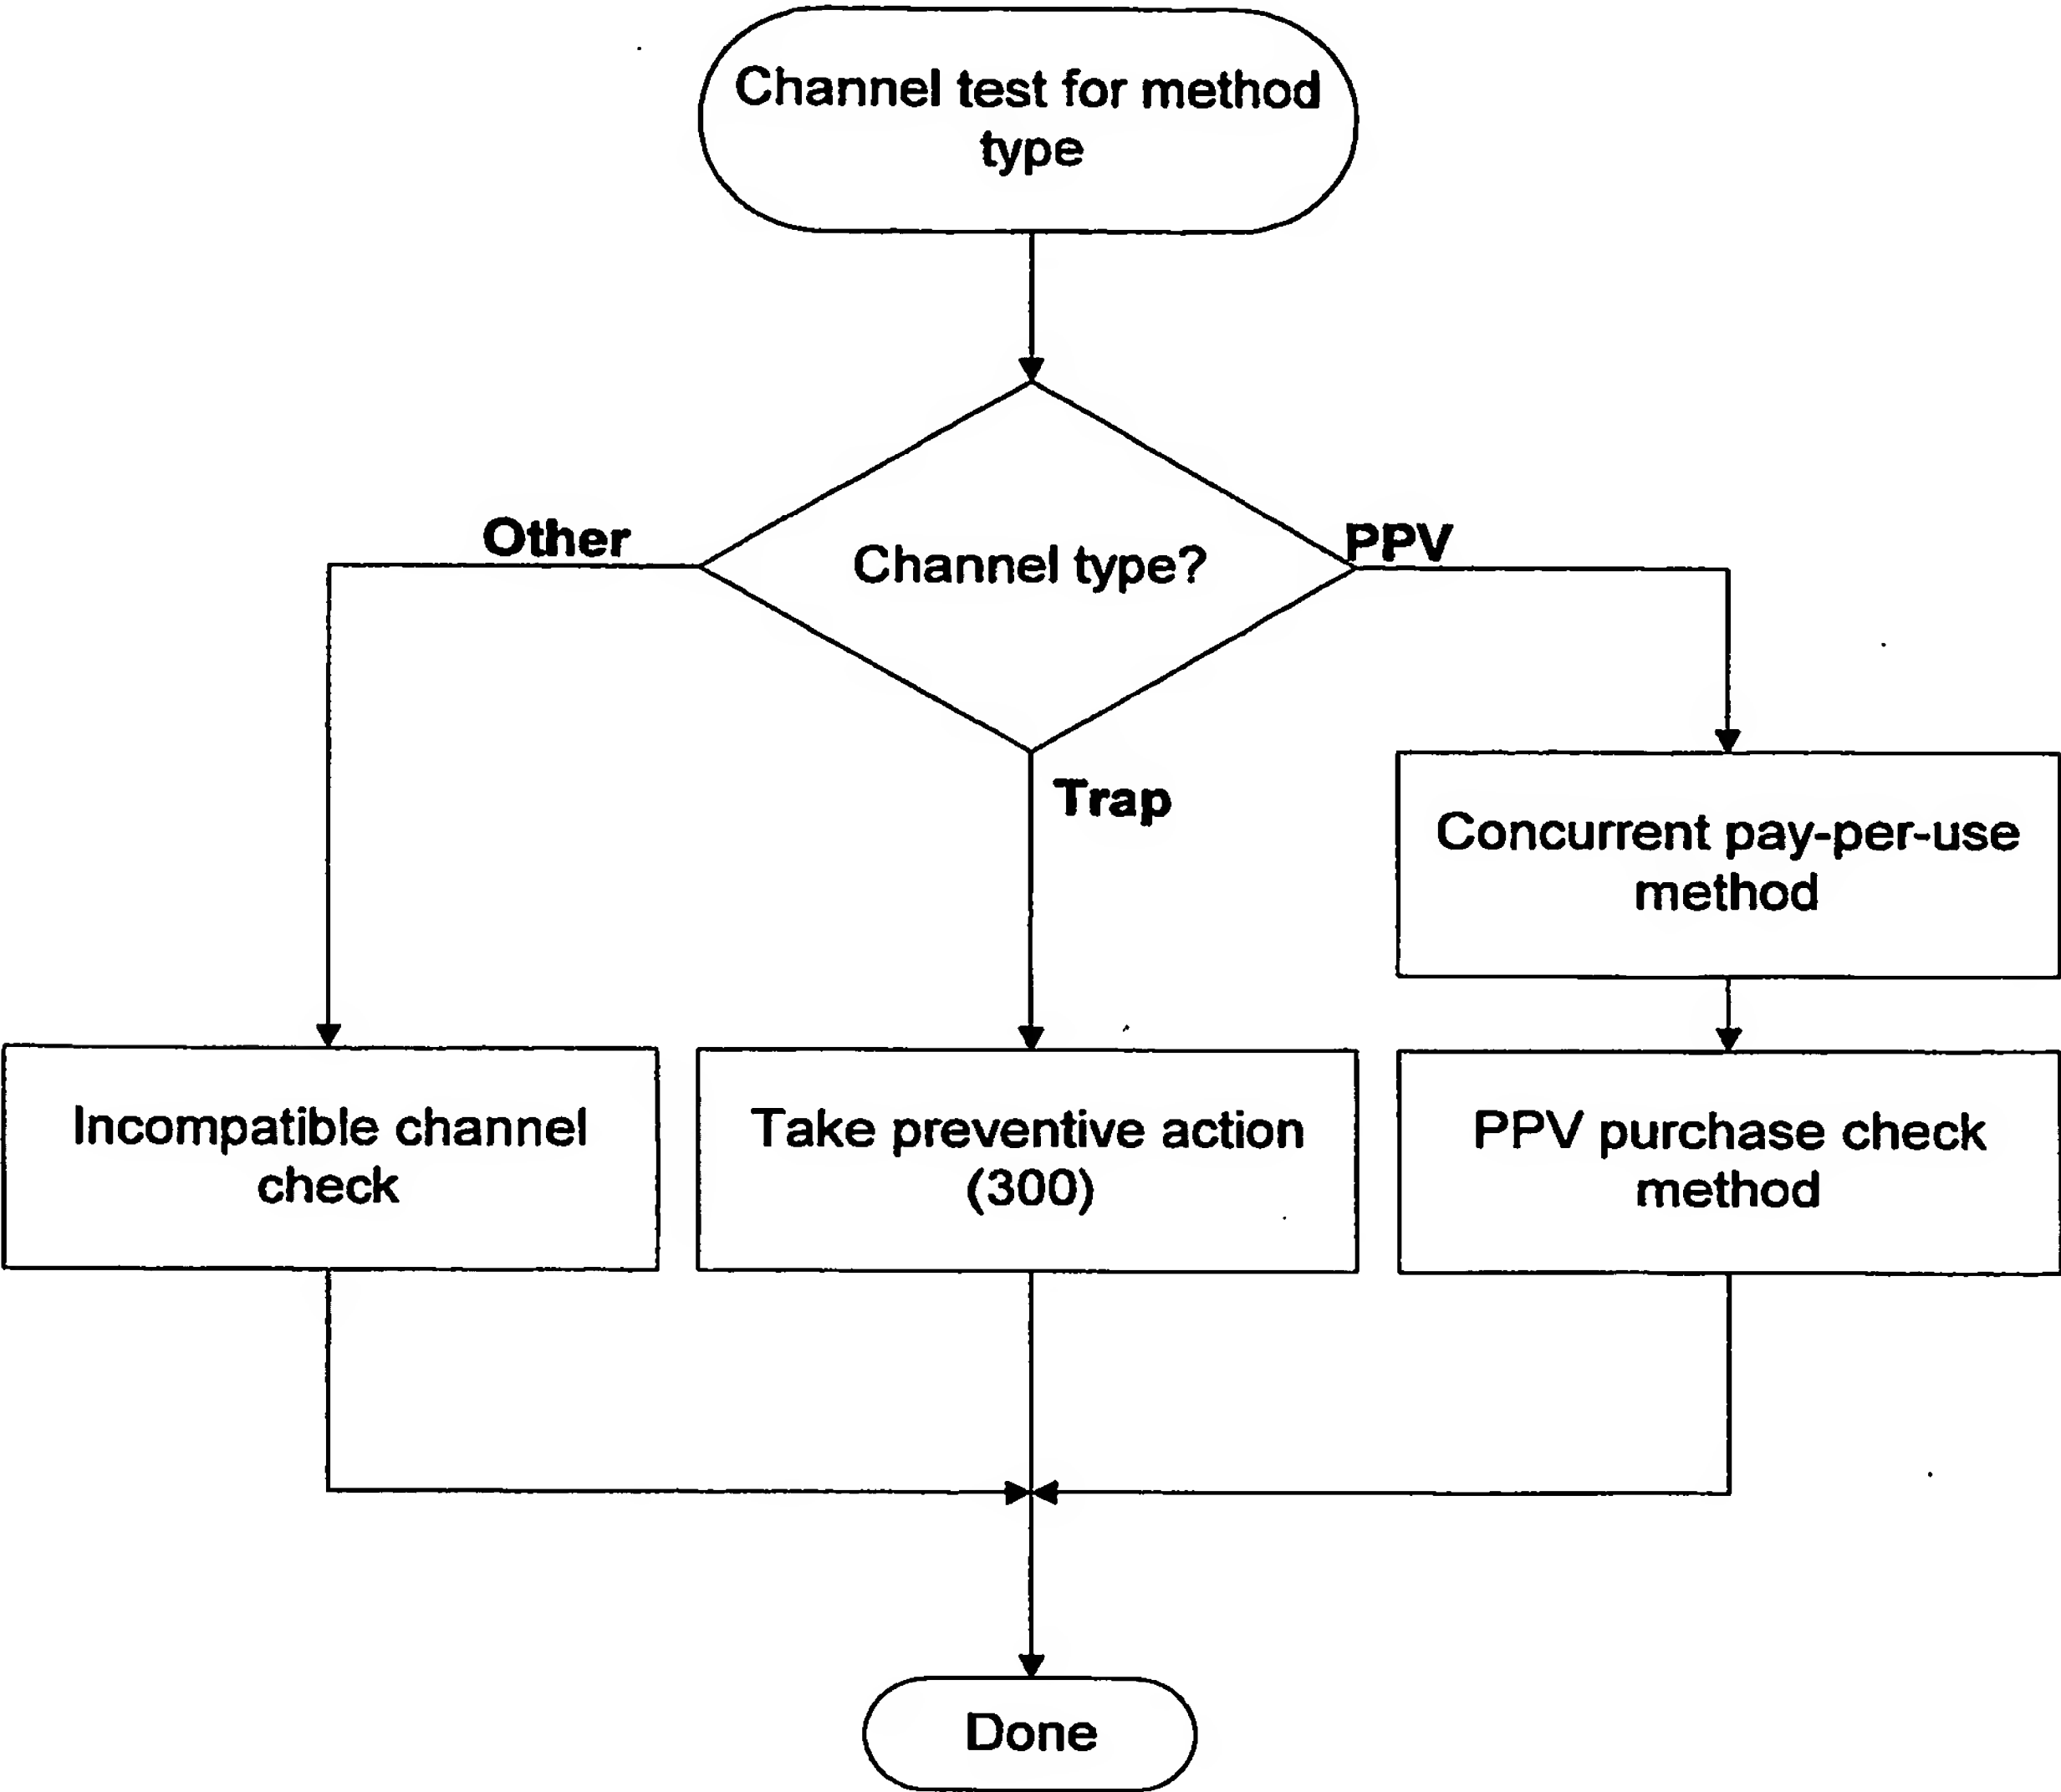 Channel test for method
type
Other
Channel type?
PPV
Trap
Concurrent pay-per-use
method
Incompatible channel
check
Take preventive action
(300)
PPV purchase check
method
Done